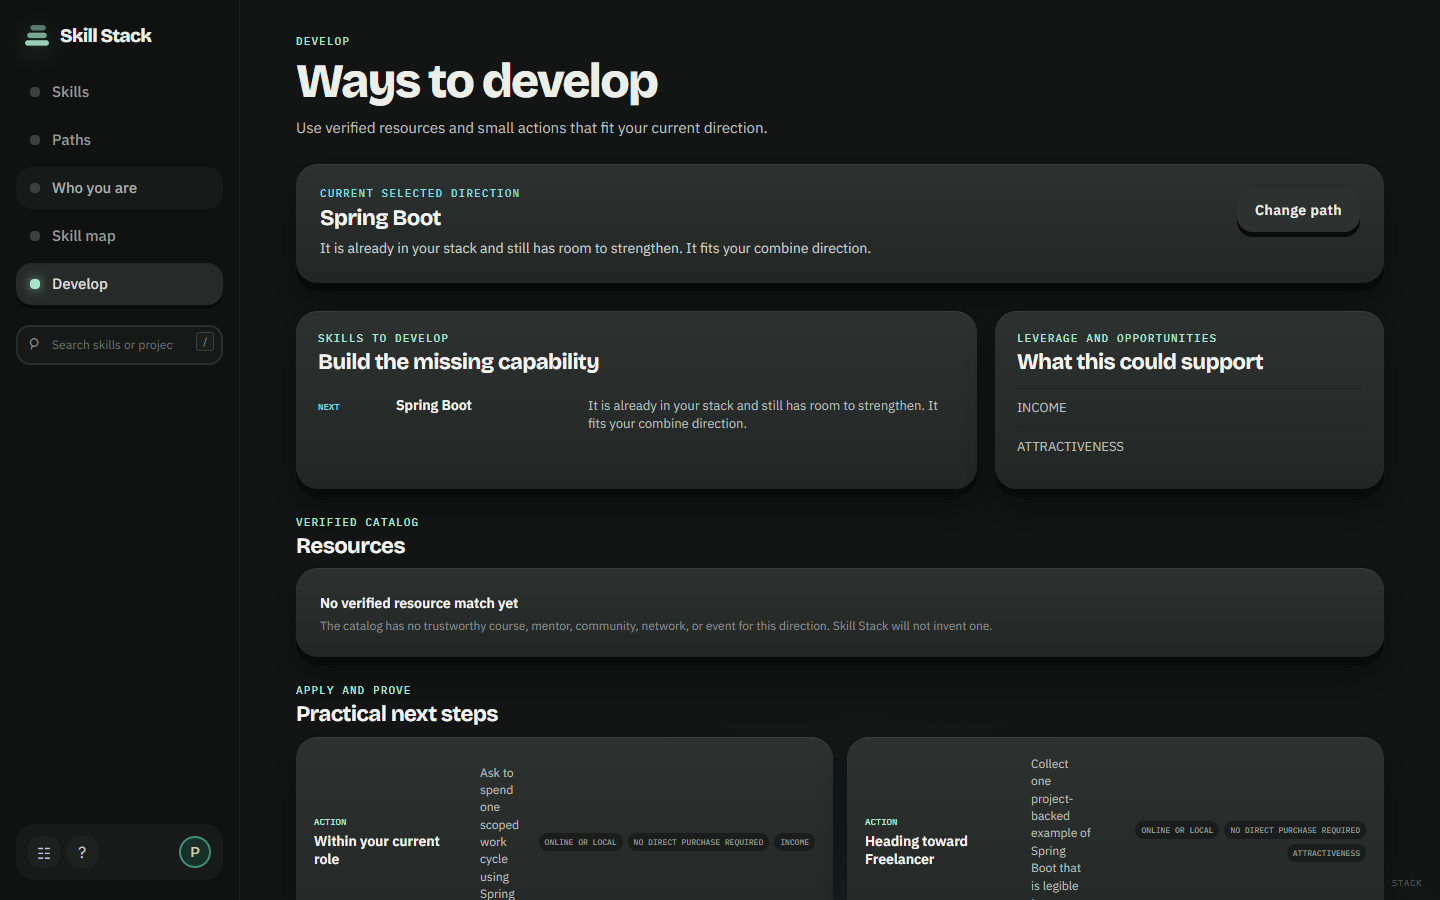 Skill Stack
Skills
Paths
Who you are
Skill map
Develop
Search skills or projec
/
?
P
DEVELOP
Ways to develop
Use verified resources and small actions that fit your current direction.
CURRENT SELECTED DIRECTION
Spring Boot
It is already in your stack and still has room to strengthen. It fits your combine direction.
Change path
SKILLS TO DEVELOP
Build the missing capability
NEXT
Spring Boot
It is already in your stack and still has room to strengthen. It
fits your combine direction.
LEVERAGE AND OPPORTUNITIES
What this could support
INCOME
ATTRACTIVENESS
VERIFIED CATALOG
Resources
No verified resource match yet
The catalog has no trustworthy course, mentor, community, network, or event for this direction. Skill Stack will not invent one.
APPLY AND PROVE
Practical next steps
ACTION
Within your current
role
Ask to
spend
one
scoped
work
cycle
using
Spring
ONLINE OR LOCAL
NO DIRECT PURCHASE REQUIRED
INCOME
ACTION
Heading toward
Freelancer
Collect
one
project-
backed
example of
Spring
Boot that
is legible
ONLINE OR LOCAL
NO DIRECT PURCHASE REQUIRED
ATTRACTIVENESS
STACK